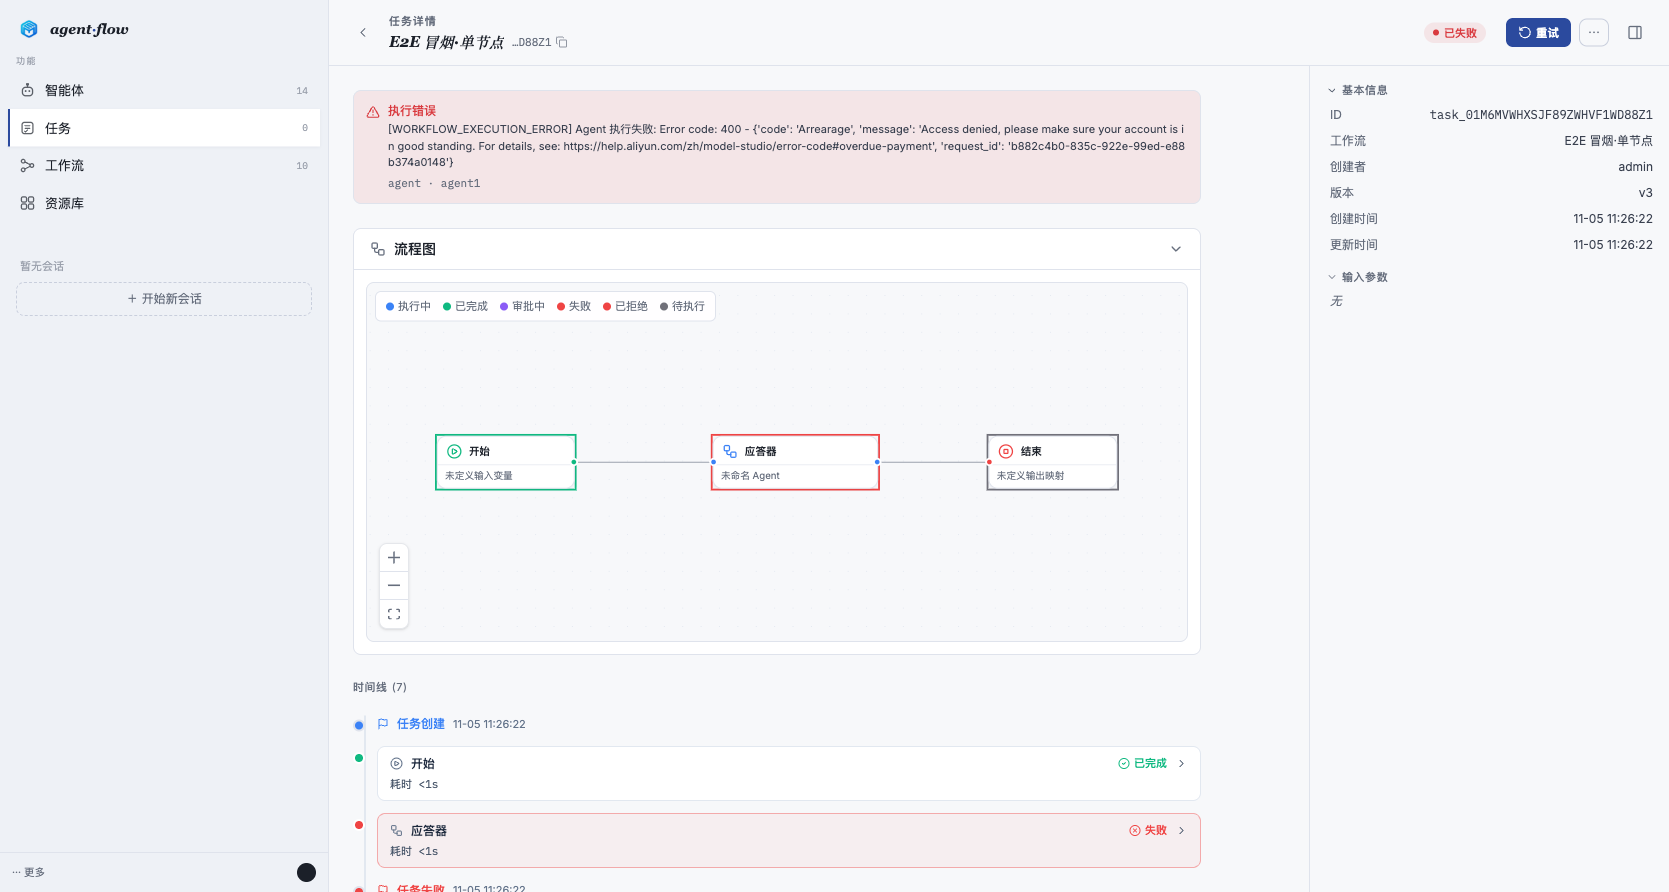 agent·flow
功能
智能体 14
任务 0
工作流 10
资源库
暂无会话
+ 开始新会话
··· 更多
任务详情
E2E 冒烟·单节点 …D88Z1
已失败
重试
执行错误
[WORKFLOW_EXECUTION_ERROR] Agent 执行失败: Error code: 400 - {'code': 'Arrearage', 'message': 'Access denied, please make sure your account is i
n good standing. For details, see: https://help.aliyun.com/zh/model-studio/error-code#overdue-payment', 'request_id': 'b882c4b0-835c-922e-99ed-e88
b374a0148'}
agent · agent1
流程图
执行中 已完成 审批中 失败 已拒绝 待执行
开始
未定义输入变量
应答器
未命名 Agent
结束
未定义输出映射
时间线 (7)
任务创建 11-05 11:26:22
开始 已完成
耗时 <1s
应答器 失败
耗时 <1s
任务失败 11-05 11:26:22
基本信息
ID task_01M6MVWHXSJF89ZWHVF1WD88Z1
工作流 E2E 冒烟·单节点
创建者 admin
版本 v3
创建时间 11-05 11:26:22
更新时间 11-05 11:26:22
输入参数
无